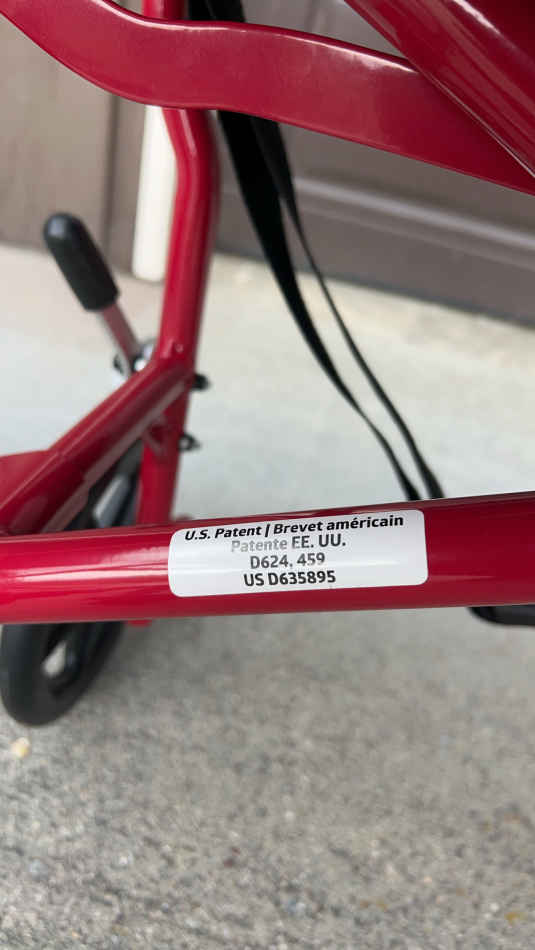 U.S. Patent | Brevet américain
Patente EE. UU.
D624, 459
US D635895